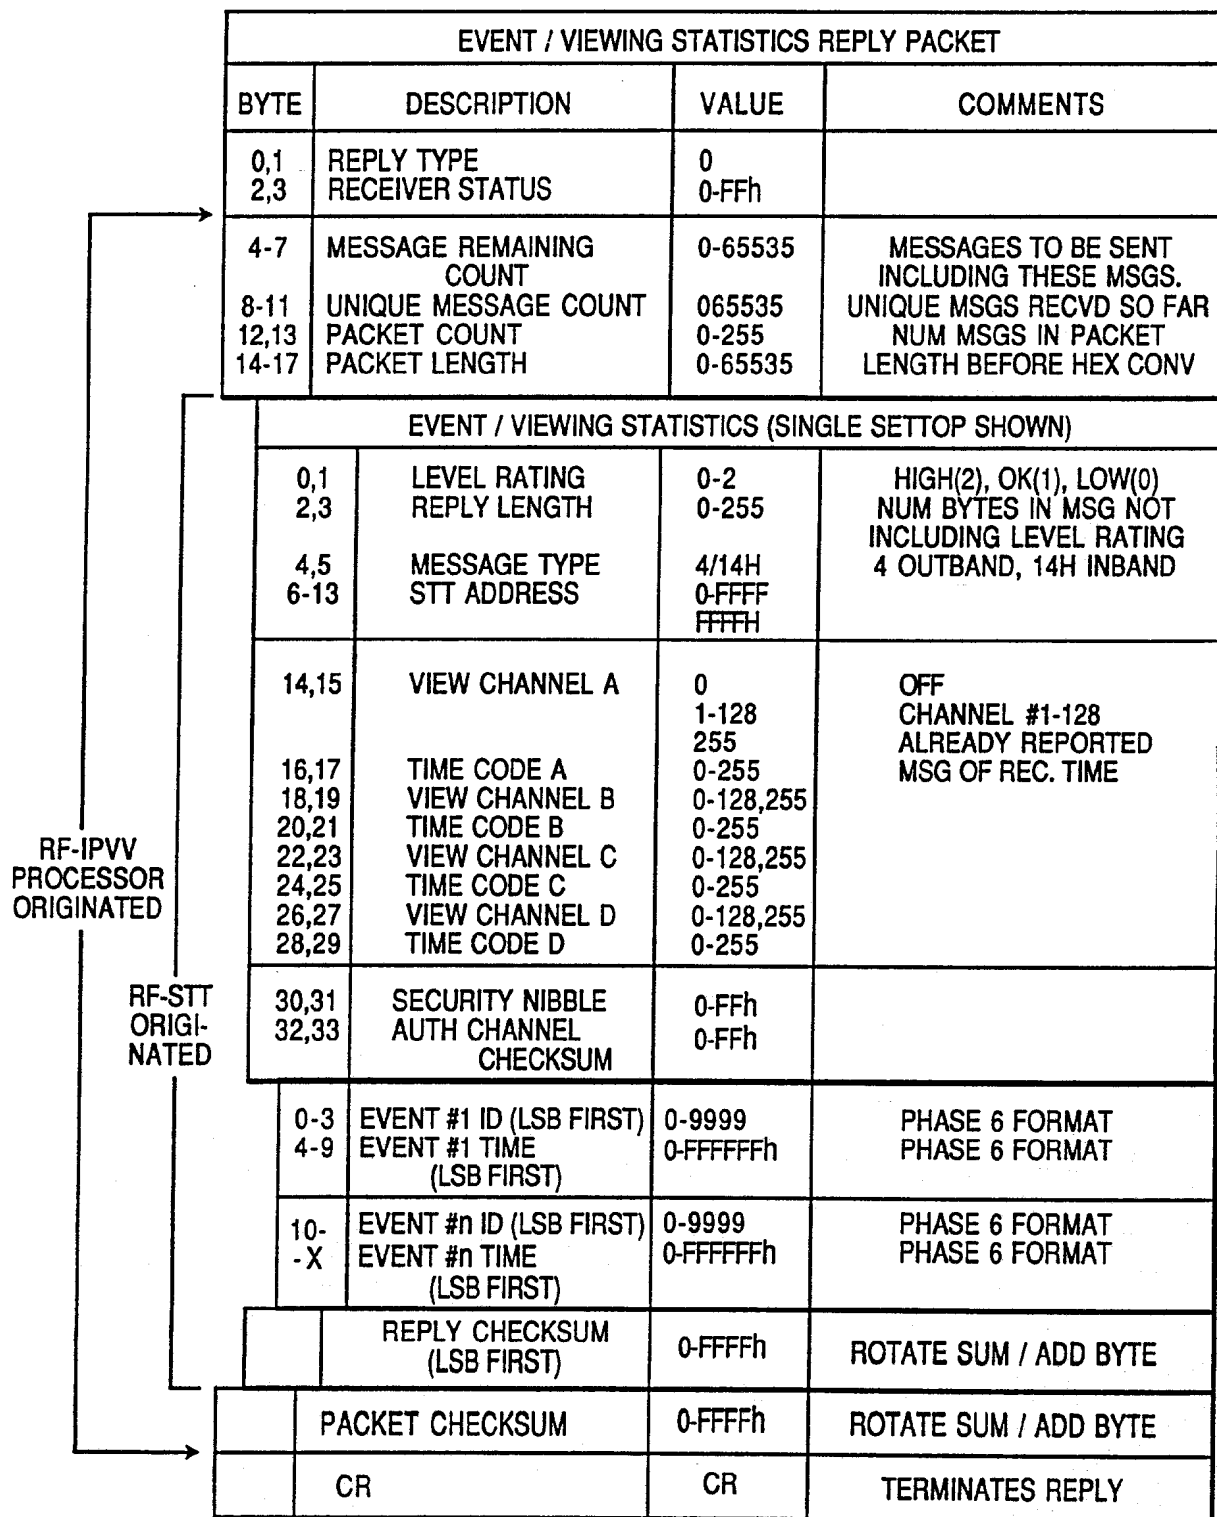 EVENT / VIEWING STATISTICS REPLY PACKET
BYTE DESCRIPTION VALUE COMMENTS
0,1 REPLY TYPE 0
2,3 RECEIVER STATUS 0-FFh
4-7 MESSAGE REMAINING 0-65535 MESSAGES TO BE SENT
COUNT INCLUDING THESE MSGS.
8-11 UNIQUE MESSAGE COUNT 065535 UNIQUE MSGS RECVD SO FAR
12,13 PACKET COUNT 0-255 NUM MSGS IN PACKET
14-17 PACKET LENGTH 0-65535 LENGTH BEFORE HEX CONV
EVENT / VIEWING STATISTICS (SINGLE SETTOP SHOWN)
0,1 LEVEL RATING 0-2 HIGH(2), OK(1), LOW(0)
2,3 REPLY LENGTH 0-255 NUM BYTES IN MSG NOT
INCLUDING LEVEL RATING
4,5 MESSAGE TYPE 4/14H 4 OUTBAND, 14H INBAND
6-13 STT ADDRESS 0-FFFF
FFFFH
14,15 VIEW CHANNEL A 0 OFF
1-128 CHANNEL #1-128
255 ALREADY REPORTED
16,17 TIME CODE A 0-255 MSG OF REC. TIME
18,19 VIEW CHANNEL B 0-128,255
20,21 TIME CODE B 0-255
22,23 VIEW CHANNEL C 0-128,255
24,25 TIME CODE C 0-255
26,27 VIEW CHANNEL D 0-128,255
28,29 TIME CODE D 0-255
RF-IPVV
PROCESSOR
ORIGINATED
RF-STT
ORIGI-
NATED
30,31 SECURITY NIBBLE 0-FFh
32,33 AUTH CHANNEL 0-FFh
CHECKSUM
0-3 EVENT #1 ID (LSB FIRST) 0-9999 PHASE 6 FORMAT
4-9 EVENT #1 TIME 0-FFFFFFh PHASE 6 FORMAT
(LSB FIRST)
10- EVENT #n ID (LSB FIRST) 0-9999 PHASE 6 FORMAT
-X EVENT #n TIME 0-FFFFFFh PHASE 6 FORMAT
(LSB FIRST)
REPLY CHECKSUM 0-FFFFh ROTATE SUM / ADD BYTE
(LSB FIRST)
PACKET CHECKSUM 0-FFFFh ROTATE SUM / ADD BYTE
CR CR TERMINATES REPLY